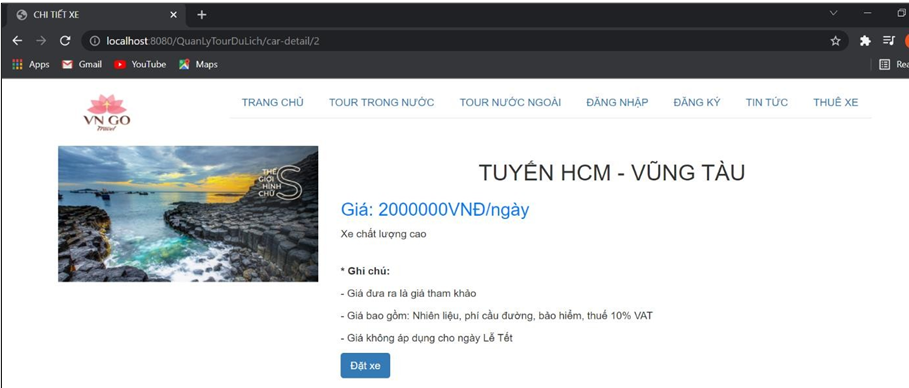 CHI TIẾT XE
localhost:8080/QuanLyTourDuLich/car-detail/2
Apps Gmail YouTube Maps
VN GO
travel
TRANG CHỦ TOUR TRONG NƯỚC TOUR NƯỚC NGOÀI ĐĂNG NHẬP ĐĂNG KÝ TIN TỨC THUÊ XE
THẾ
GIỚI
HÌNH
CHỮ S
TUYẾN HCM - VŨNG TÀU
Giá: 2000000VNĐ/ngày
Xe chất lượng cao
* Ghi chú:
- Giá đưa ra là giá tham khảo
- Giá bao gồm: Nhiên liệu, phí cầu đường, bảo hiểm, thuế 10% VAT
- Giá không áp dụng cho ngày Lễ Tết
Đặt xe